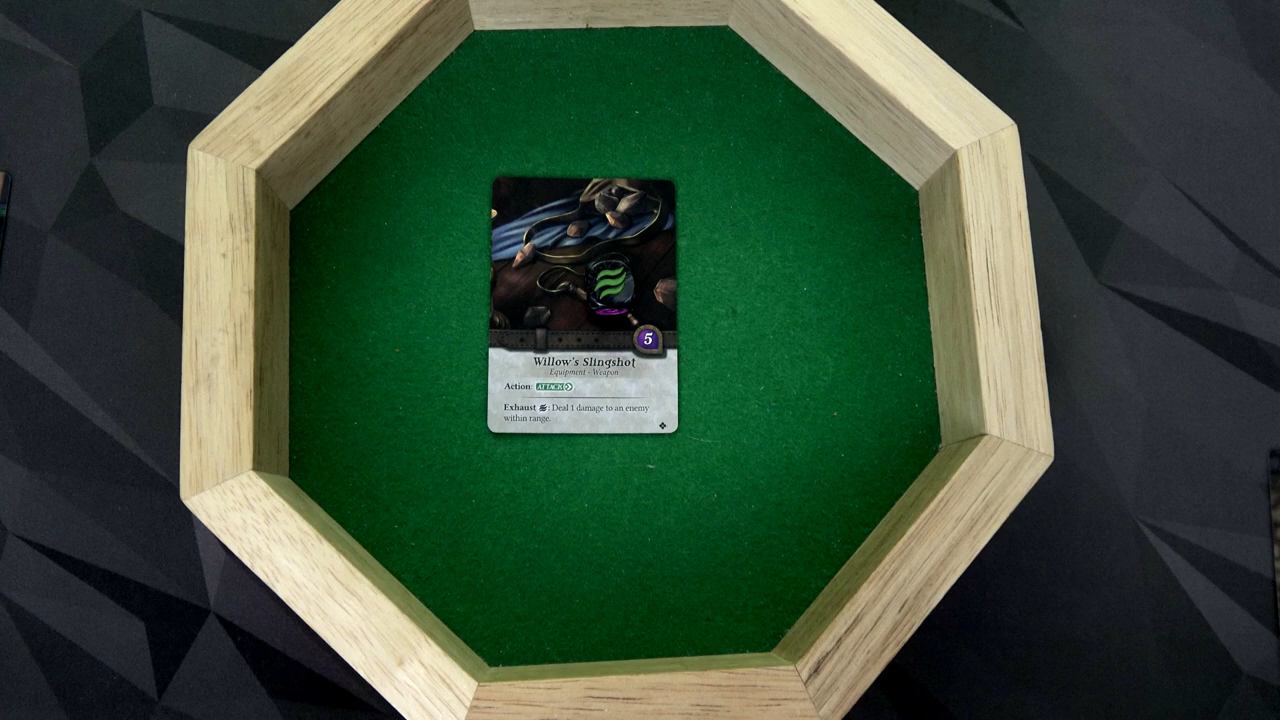 5
Willow's Slingshot
Equipment - Weapon
Action: ATTACK
Exhaust : Deal 1 damage to an enemy
within range.